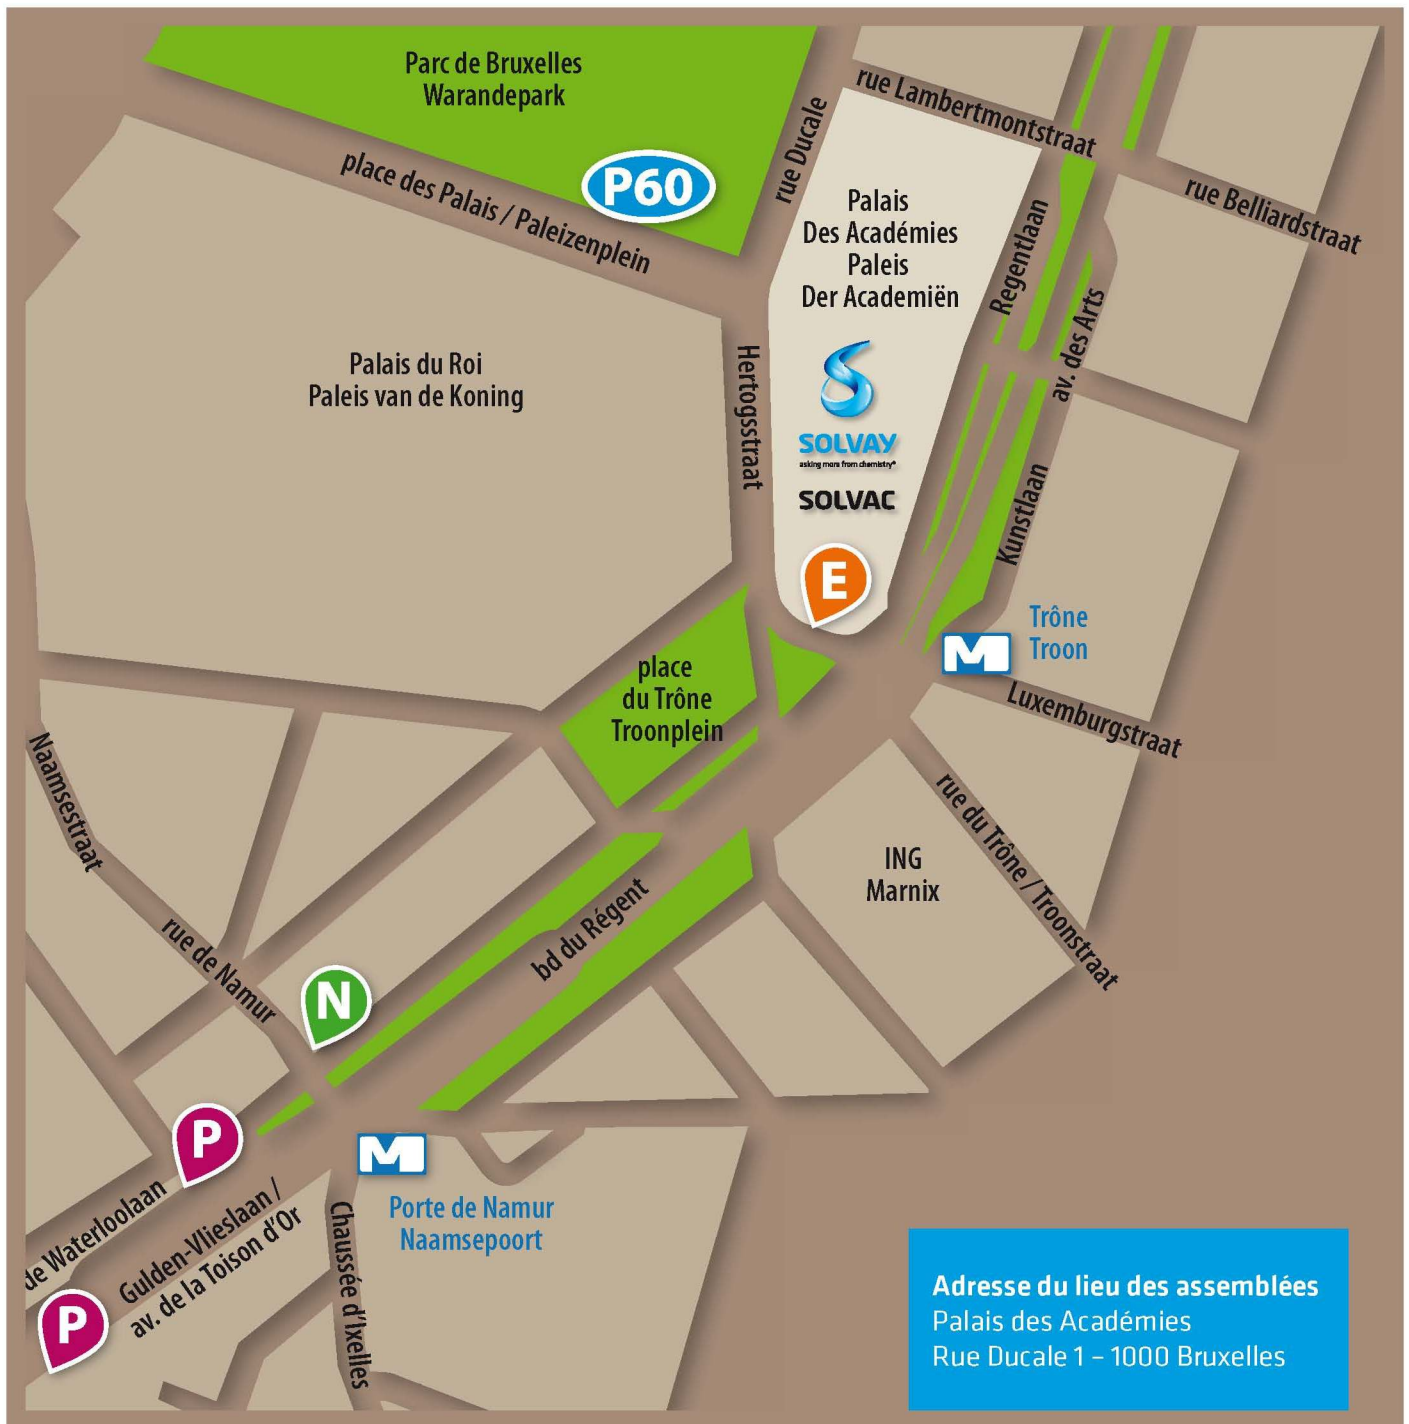 Parc de Bruxelles
Warandepark
rue Lambertmontstraat
rue Ducale
place des Palais / Paleizenplein
P60
rue Belliardstraat
Palais
Des Académies
Paleis
Der Academiën
Regentlaan
av. des Arts
Palais du Roi
Paleis van de Koning
Hertogsstraat
SOLVAY
asking more from chemistry®
SOLVAC
Kunstlaan
E
Trône
Troon
M
place
du Trône
Troonplein
Luxemburgstraat
Naamsestraat
rue du Trône / Troonstraat
ING
Marnix
bd du Régent
rue de Namur
N
P
M
Porte de Namur
Naamsepoort
de Waterloolaan
Gulden-Vlieslaan /
av. de la Toison d'Or
Chaussée d'Ixelles
P
Adresse du lieu des assemblées
Palais des Académies
Rue Ducale 1 – 1000 Bruxelles